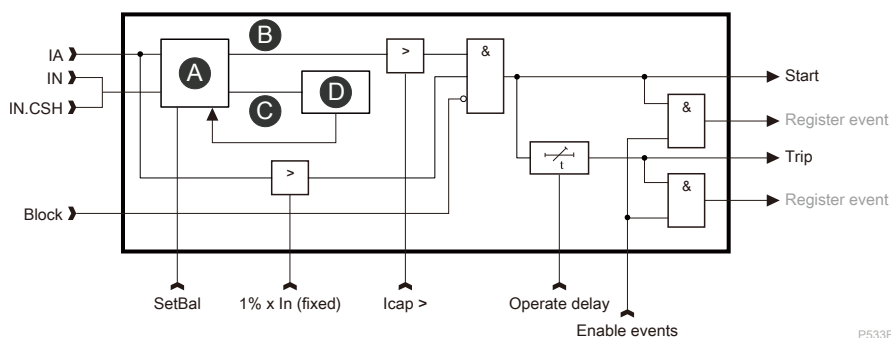 B
IA
>
&
IN
A
Start
D
IN.CSH
C
&
Register event
Trip
t
>
&
Register event
Block
SetBal
1% x In (fixed)
Icap >
Operate delay
Enable events